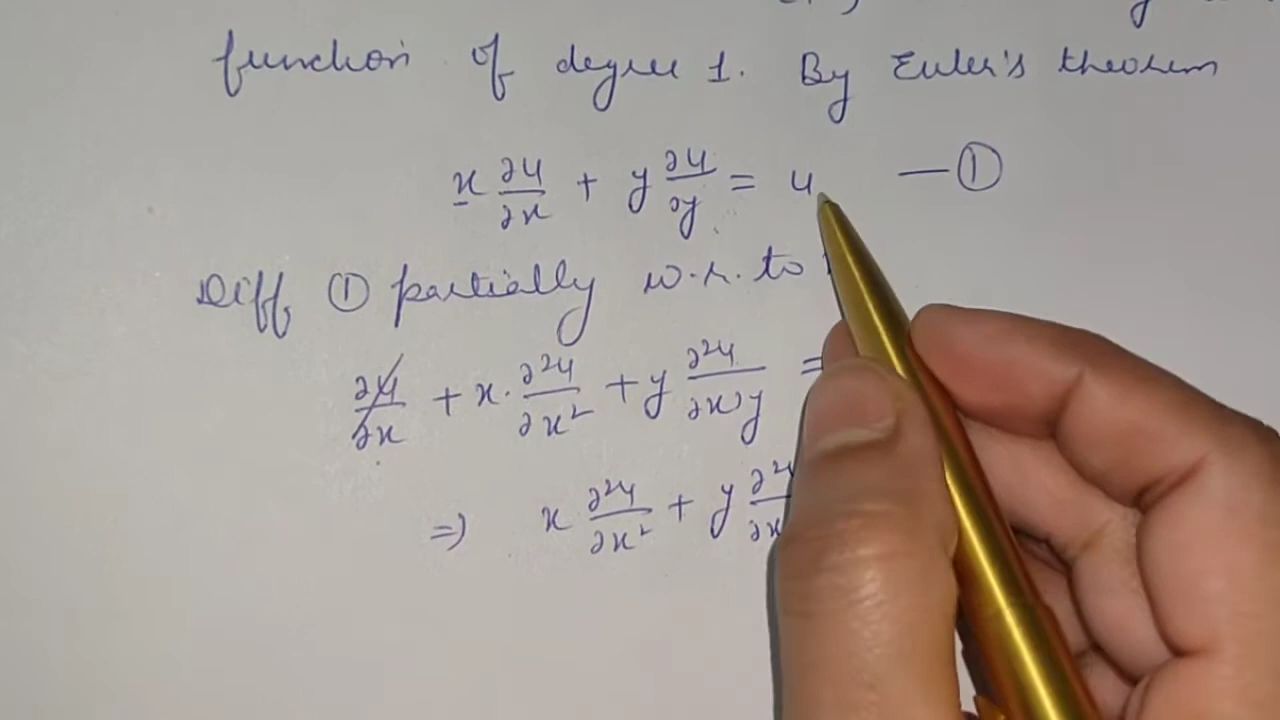 function of degree 1. By Euler's theorem
x ∂u/∂x + y ∂u/∂y = u — ①
Diff ① partially w.r. to
∂u/∂x + x. ∂²u/∂x² + y ∂²u/∂x∂y =
=) x ∂²u/∂x² + y